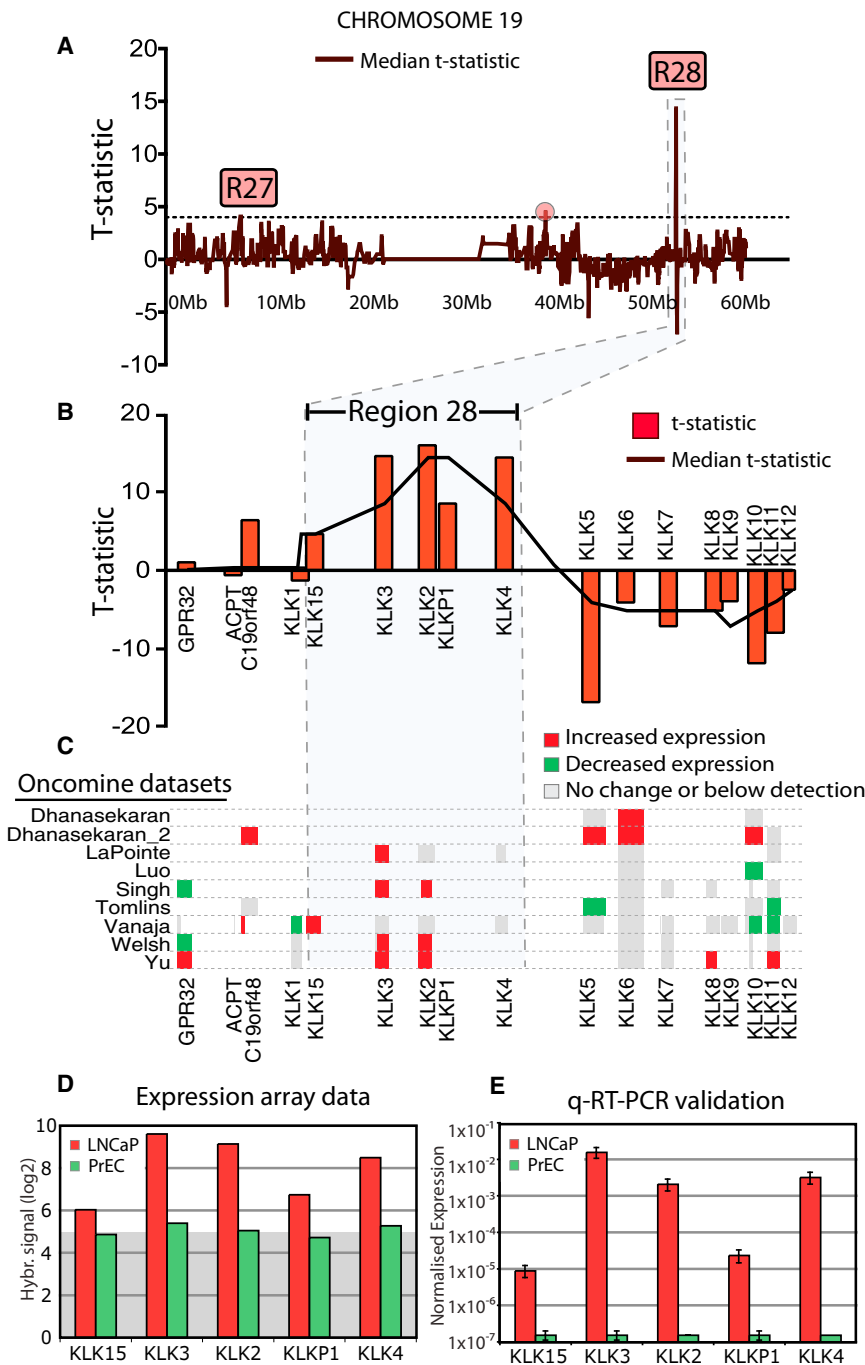 CHROMOSOME 19
A
Median t-statistic
R28
R27
T-statistic
20
15
10
5
0
-5
-10
0Mb 10Mb 20Mb 30Mb 40Mb 50Mb 60Mb
B
Region 28
t-statistic
Median t-statistic
T-statistic
20
10
0
-10
-20
GPR32 ACPT C19orf48 KLK1 KLK15 KLK3 KLK2 KLKP1 KLK4 KLK5 KLK6 KLK7 KLK8 KLK9 KLK10 KLK11 KLK12
C
Increased expression
Decreased expression
No change or below detection
Oncomine datasets
Dhanasekaran
Dhanasekaran_2
LaPointe
Luo
Singh
Tomlins
Vanaja
Welsh
Yu
GPR32 ACPT C19orf48 KLK1 KLK15 KLK3 KLK2 KLKP1 KLK4 KLK5 KLK6 KLK7 KLK8 KLK9 KLK10 KLK11 KLK12
D
Expression array data
Hybr. signal (log2)
10
8
6
4
2
0
LNCaP
PrEC
KLK15 KLK3 KLK2 KLKP1 KLK4
E
q-RT-PCR validation
Normalised Expression
1x10⁻¹
1x10⁻²
1x10⁻³
1x10⁻⁴
1x10⁻⁵
1x10⁻⁶
1x10⁻⁷
LNCaP
PrEC
KLK15 KLK3 KLK2 KLKP1 KLK4